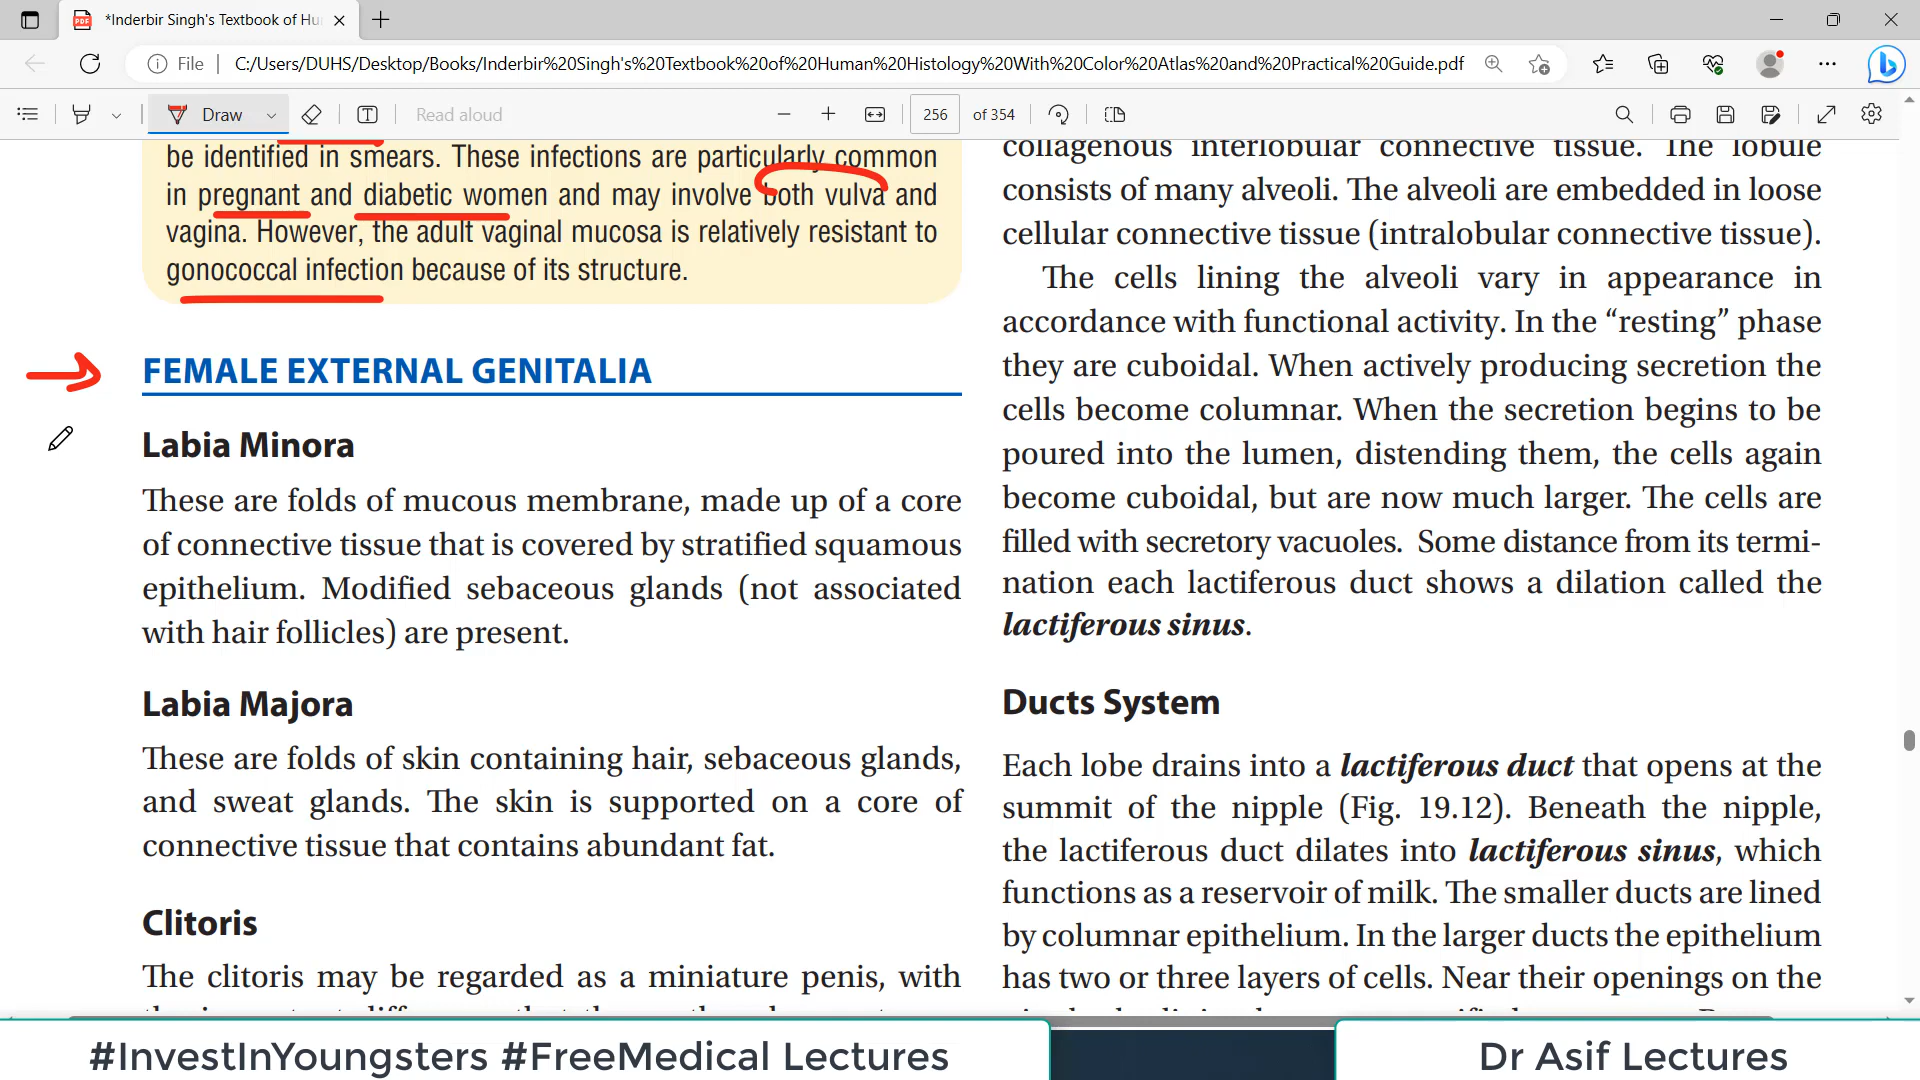 *Inderbir Singh's Textbook of Hu
File
C:/Users/DUHS/Desktop/Books/Inderbir%20Singh's%20Textbook%20of%20Human%20Histology%20With%20Color%20Atlas%20and%20Practical%20Guide.pdf
Draw
Read aloud
256
of 354
be identified in smears. These infections are particularly common
in pregnant and diabetic women and may involve both vulva and
vagina. However, the adult vaginal mucosa is relatively resistant to
gonococcal infection because of its structure.
FEMALE EXTERNAL GENITALIA
Labia Minora
These are folds of mucous membrane, made up of a core
of connective tissue that is covered by stratified squamous
epithelium. Modified sebaceous glands (not associated
with hair follicles) are present.
Labia Majora
These are folds of skin containing hair, sebaceous glands,
and sweat glands. The skin is supported on a core of
connective tissue that contains abundant fat.
Clitoris
The clitoris may be regarded as a miniature penis, with
collagenous interlobular connective tissue. The lobule
consists of many alveoli. The alveoli are embedded in loose
cellular connective tissue (intralobular connective tissue).
The cells lining the alveoli vary in appearance in
accordance with functional activity. In the “resting” phase
they are cuboidal. When actively producing secretion the
cells become columnar. When the secretion begins to be
poured into the lumen, distending them, the cells again
become cuboidal, but are now much larger. The cells are
filled with secretory vacuoles. Some distance from its termi-
nation each lactiferous duct shows a dilation called the
lactiferous sinus.
Ducts System
Each lobe drains into a lactiferous duct that opens at the
summit of the nipple (Fig. 19.12). Beneath the nipple,
the lactiferous duct dilates into lactiferous sinus, which
functions as a reservoir of milk. The smaller ducts are lined
by columnar epithelium. In the larger ducts the epithelium
has two or three layers of cells. Near their openings on the
#InvestInYoungsters #FreeMedical Lectures
Dr Asif Lectures